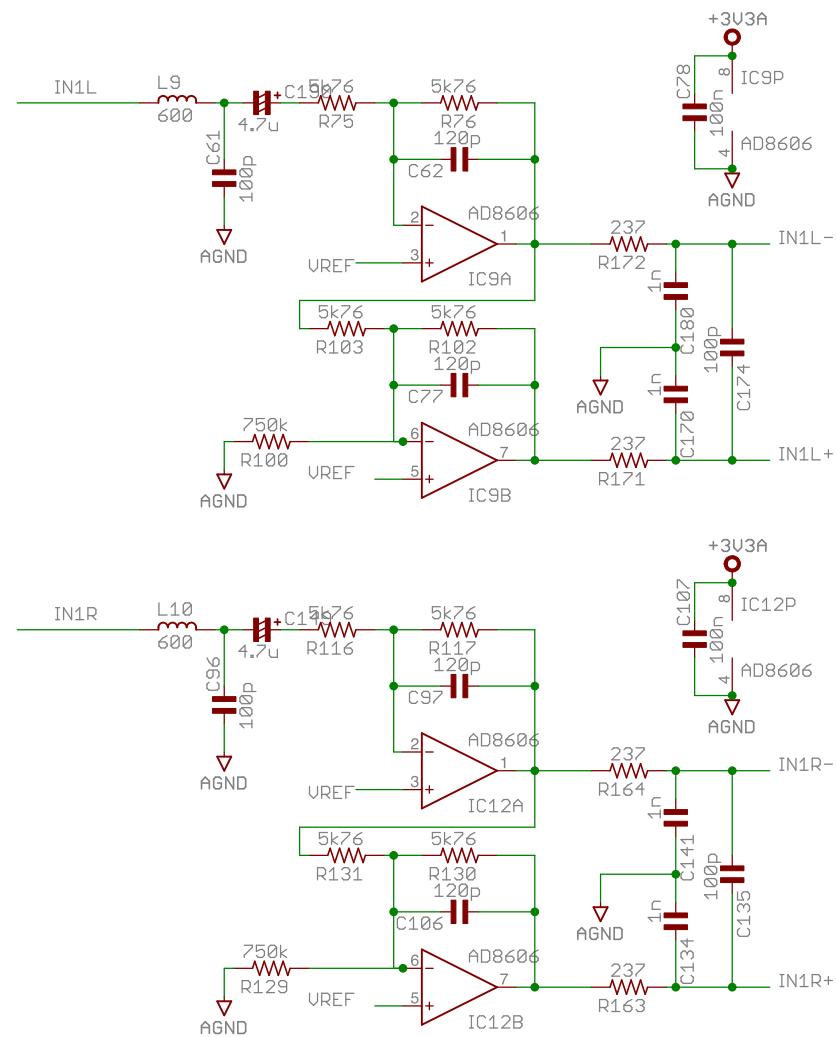 +3V3A
IN1L
L9
600
C61
100p
AGND
4.7u
5k76
R75
5k76
R76
120p
C62
C78
100n
8
IC9P
4
AD8606
AGND
2
3
1
AD8606
IC9A
VREF
237
R172
IN1L-
1n
C180
100p
C174
AGND
1n
C170
5k76
R103
5k76
R102
120p
C77
750k
R100
AGND
6
5
7
AD8606
IC9B
VREF
237
R171
IN1L+
+3V3A
IN1R
L10
600
C96
100p
AGND
4.7u
5k76
R116
5k76
R117
120p
C97
C107
100n
8
IC12P
4
AD8606
AGND
2
3
1
AD8606
IC12A
VREF
237
R164
IN1R-
1n
C141
100p
C135
AGND
1n
C134
5k76
R131
5k76
R130
120p
C106
750k
R129
AGND
6
5
7
AD8606
IC12B
VREF
237
R163
IN1R+